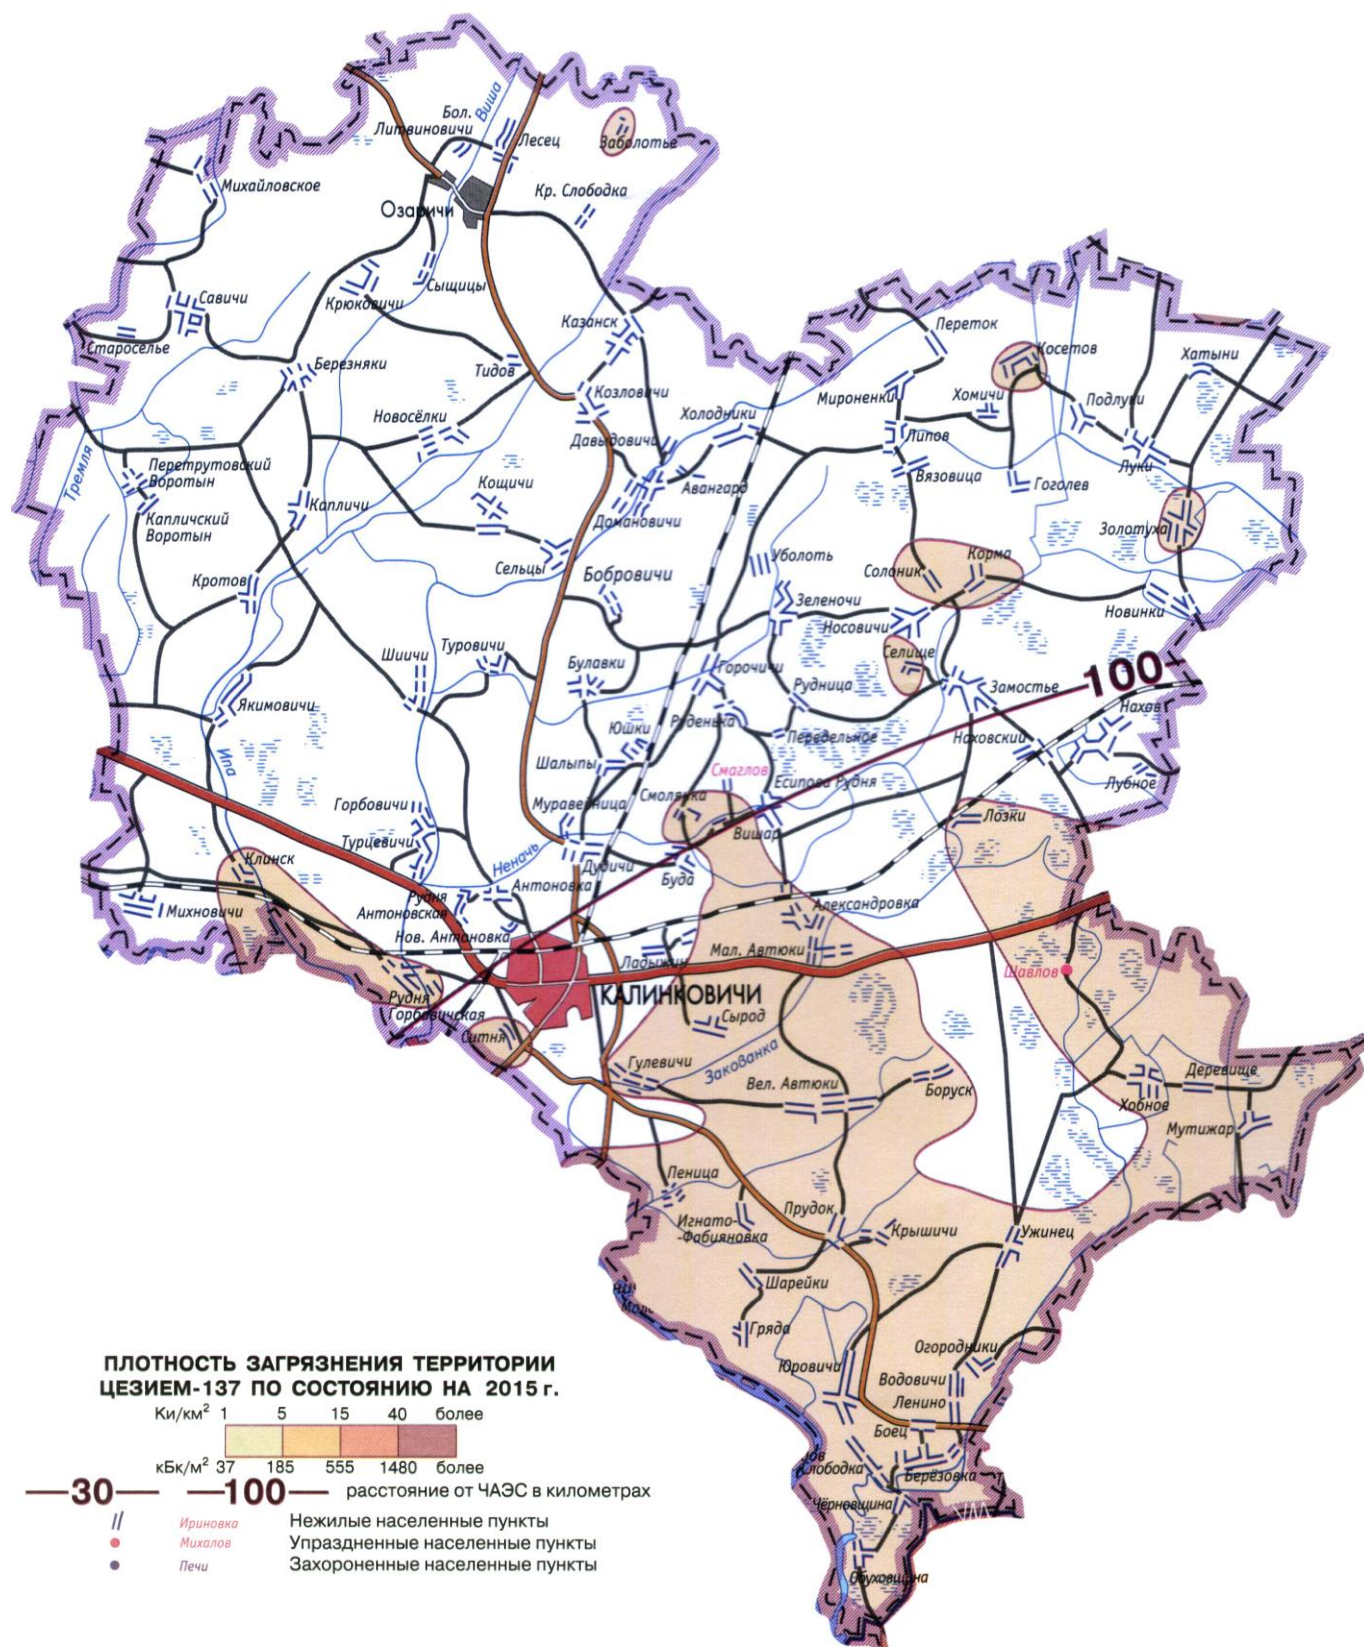 Виша
Бол.
Литвиновичи
Лесец
Заболотье
Михайловское
Озаричи
Кр. Слободка
Сыщицы
Крюковичи
Савичи
Староселье
Казанск
Переток
Косетов
Хатыни
Березняки
Тидов
Козловичи
Мироненки
Хомичи
Подлуки
Новосёлки
Холодники
Давыдовичи
Липов
Луки
Тремля
Перетрутовский
Воротын
Кощичи
Авангард
Вязовица
Гоголев
Капличи
Капличский
Воротын
Домановичи
Золотуха
Сельцы
Уболоть
Солоник
Корма
Кротов
Бобровичи
Зеленочи
Носовичи
Новинки
Шиичи
Туровичи
Булавки
Горочичи
Селище
100
Рудница
Замостье
Якимовичи
Нахов
Юшки
Руденька
Передельное
Наховский
Ипа
Шалыпы
Смаглов
Есипова Рудня
Лубное
Горбовичи
Муравейница
Смолянка
Лозки
Турцевичи
Вишар
Неначь
Клинск
Дудичи
Буда
Антоновка
Рудня
Антоновская
Александровка
Михновичи
Нов. Антоновка
Мал. Автюки
Ладыжин
Шавлов
Рудня
Горбавичская
КАЛИНКОВИЧИ
Сырод
Ситня
Гулевичи
Закованка
Вел. Автюки
Боруск
Деревище
Хобное
Мутижар
Пеница
Прудок
Игнато-
-Фабияновка
Крышичи
Ужинец
Шарейки
Гряда
Огородники
Юровичи
Водовичи
Ленино
Боец
Слободка
Берёзовка
Чёрновщина
Обуховщина
ПЛОТНОСТЬ ЗАГРЯЗНЕНИЯ ТЕРРИТОРИИ
ЦЕЗИЕМ-137 ПО СОСТОЯНИЮ НА 2015 г.
Ки/км² 1 5 15 40 более
кБк/м² 37 185 555 1480 более
30 100 расстояние от ЧАЭС в километрах
Ириновка Нежилые населенные пункты
Михалов Упраздненные населенные пункты
Печи Захороненные населенные пункты